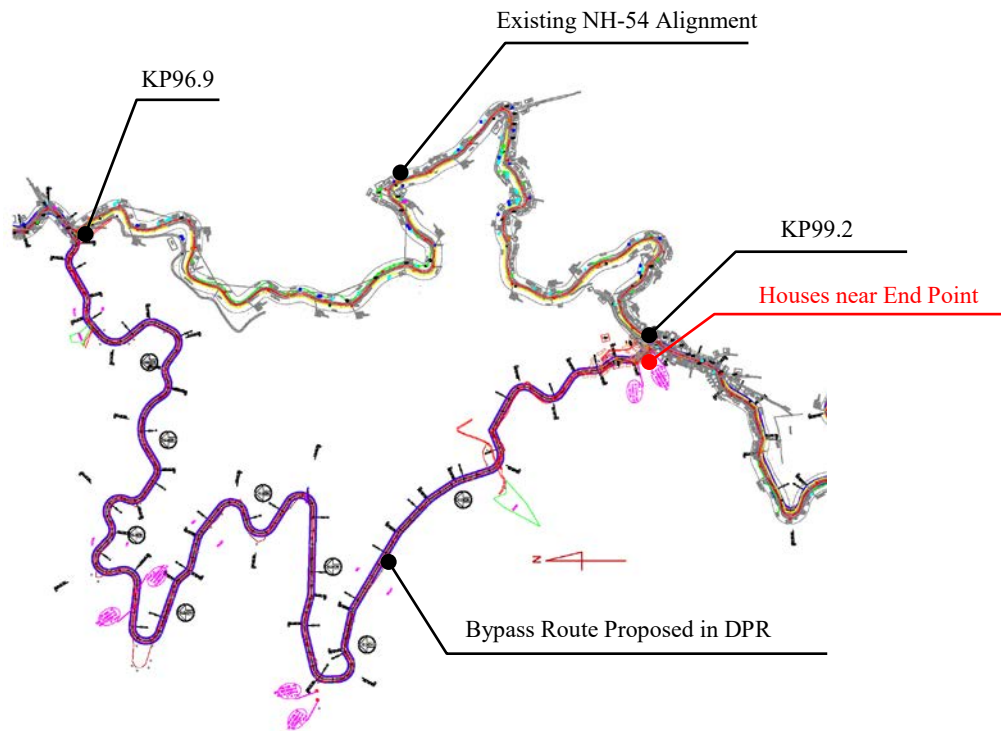 Existing NH-54 Alignment
KP96.9
KP99.2
Houses near End Point
Z
Bypass Route Proposed in DPR